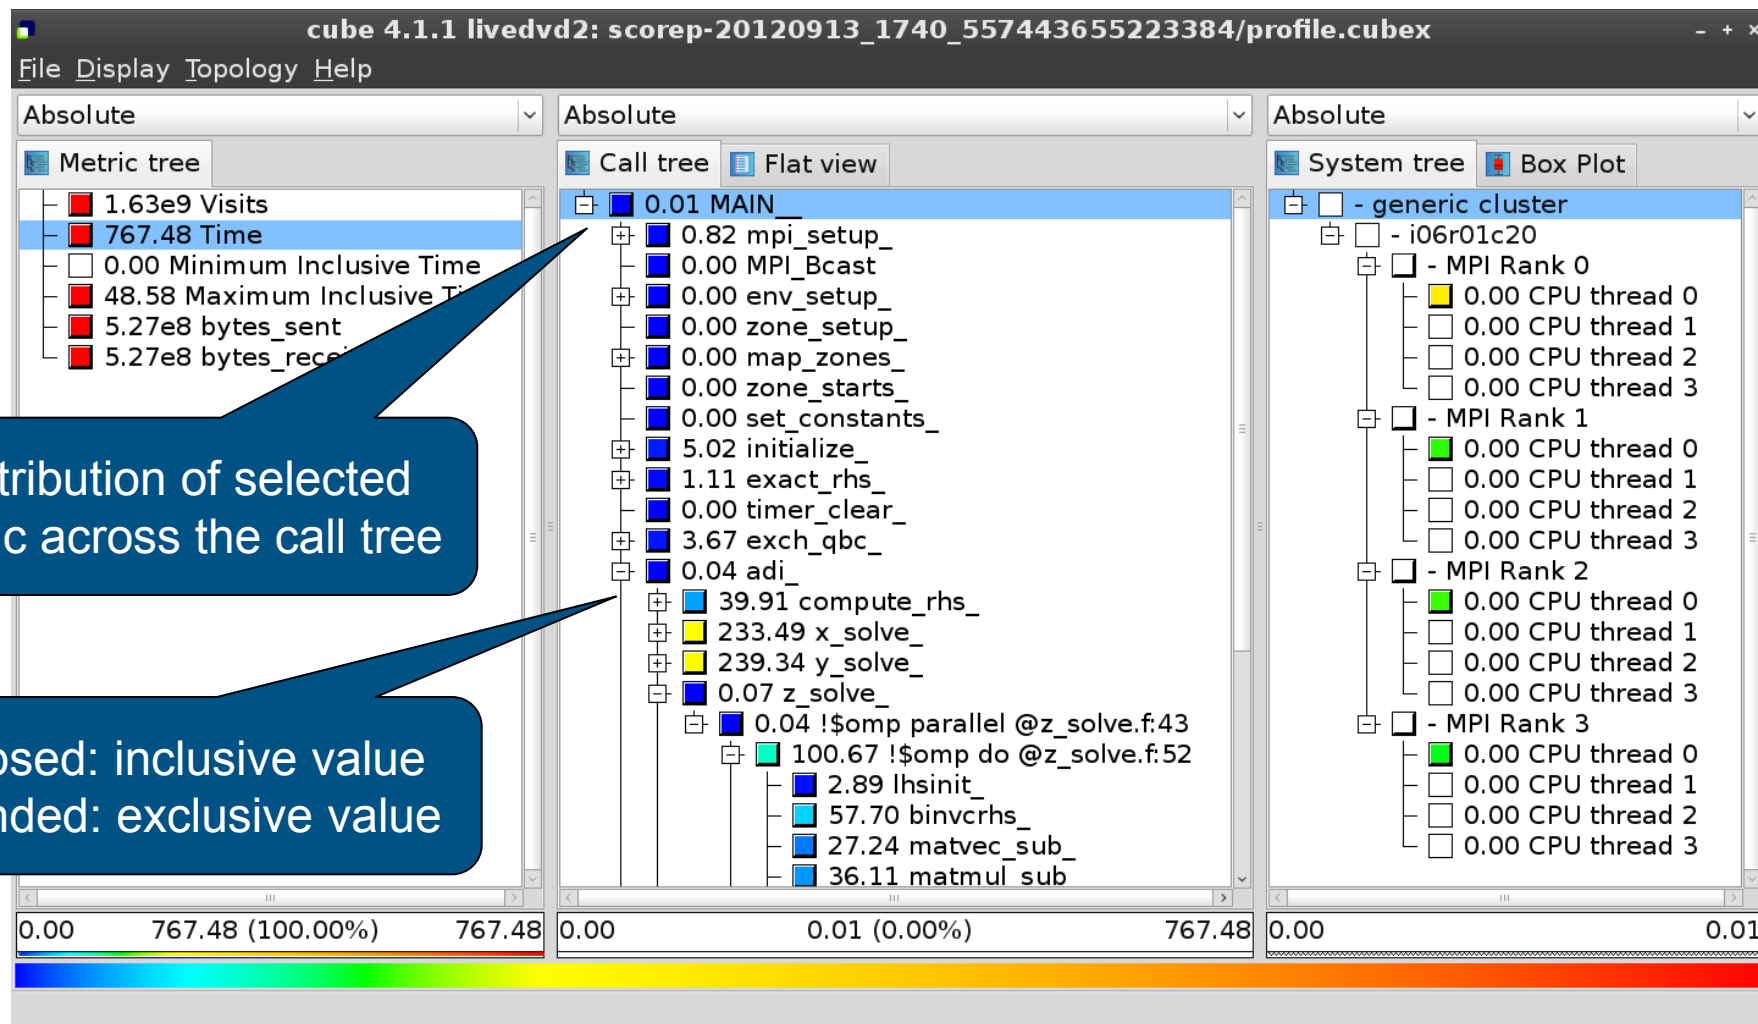 cube 4.1.1 livedvd2: scorep-20120913_1740_557443655223384/profile.cubex
File Display Topology Help
Absolute
Metric tree
1.63e9 Visits
767.48 Time
0.00 Minimum Inclusive Time
48.58 Maximum Inclusive
5.27e8 bytes_sent
5.27e8
tribution of selected
c across the call tree
osed: inclusive value
nded: exclusive value
0.00 767.48 (100.00%) 767.48
Absolute
Call tree Flat view
0.01 MAIN__
0.82 mpi_setup_
0.00 MPI_Bcast
0.00 env_setup_
0.00 zone_setup_
0.00 map_zones_
0.00 zone_starts_
0.00 set_constants_
5.02 initialize_
1.11 exact_rhs_
0.00 timer_clear_
3.67 exch_qbc_
0.04 adi_
39.91 compute_rhs_
233.49 x_solve_
239.34 y_solve_
0.07 z_solve_
0.04 !$omp parallel @z_solve.f:43
100.67 !$omp do @z_solve.f:52
2.89 lhsinit_
57.70 binvcrhs_
27.24 matvec_sub_
36.11 matmul_sub
0.00 0.01 (0.00%) 767.48
Absolute
System tree Box Plot
- generic cluster
- i06r01c20
- MPI Rank 0
0.00 CPU thread 0
0.00 CPU thread 1
0.00 CPU thread 2
0.00 CPU thread 3
- MPI Rank 1
0.00 CPU thread 0
0.00 CPU thread 1
0.00 CPU thread 2
0.00 CPU thread 3
- MPI Rank 2
0.00 CPU thread 0
0.00 CPU thread 1
0.00 CPU thread 2
0.00 CPU thread 3
- MPI Rank 3
0.00 CPU thread 0
0.00 CPU thread 1
0.00 CPU thread 2
0.00 CPU thread 3
0.00 0.01